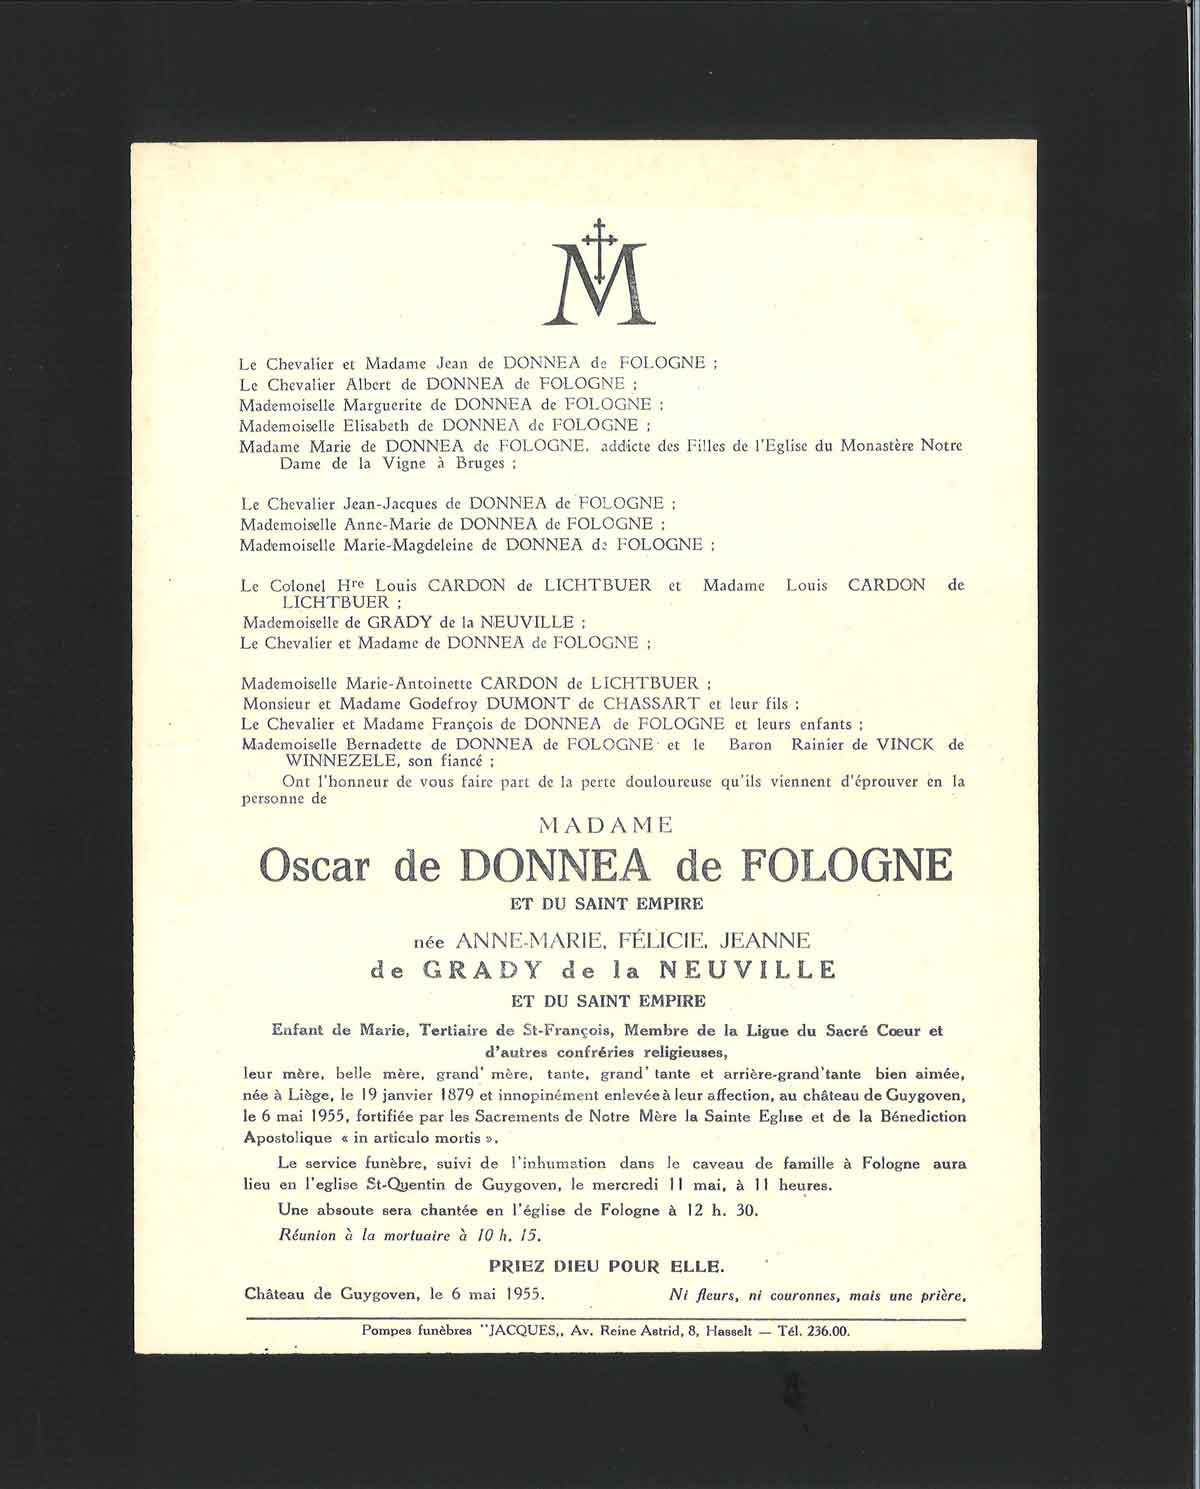 M
Le Chevalier et Madame Jean de DONNEA de FOLOGNE ;
Le Chevalier Albert de DONNEA de FOLOGNE ;
Mademoiselle Marguerite de DONNEA de FOLOGNE ;
Mademoiselle Elisabeth de DONNEA de FOLOGNE ;
Madame Marie de DONNEA de FOLOGNE, addicte des Filles de l'Eglise du Monastère Notre
Dame de la Vigne à Bruges ;
Le Chevalier Jean-Jacques de DONNEA de FOLOGNE ;
Mademoiselle Anne-Marie de DONNEA de FOLOGNE ;
Mademoiselle Marie-Magdeleine de DONNEA de FOLOGNE ;
Le Colonel Hre Louis CARDON de LICHTBUER et Madame Louis CARDON de
LICHTBUER ;
Mademoiselle de GRADY de la NEUVILLE ;
Le Chevalier et Madame de DONNEA de FOLOGNE ;
Mademoiselle Marie-Antoinette CARDON de LICHTBUER ;
Monsieur et Madame Godefroy DUMONT de CHASSART et leur fils ;
Le Chevalier et Madame François de DONNEA de FOLOGNE et leurs enfants ;
Mademoiselle Bernadette de DONNEA de FOLOGNE et le Baron Rainier de VINCK de
WINNEZELE, son fiancé ;
Ont l'honneur de vous faire part de la perte douloureuse qu'ils viennent d'éprouver en la
personne de
MADAME
Oscar de DONNEA de FOLOGNE
ET DU SAINT EMPIRE
née ANNE-MARIE, FÉLICIE, JEANNE
de GRADY de la NEUVILLE
ET DU SAINT EMPIRE
Enfant de Marie, Tertiaire de St-François, Membre de la Ligue du Sacré Cœur et
d'autres confréries religieuses,
leur mère, belle mère, grand' mère, tante, grand' tante et arrière-grand'tante bien aimée,
née à Liège, le 19 janvier 1879 et innopinément enlevée à leur affection, au château de Guygoven,
le 6 mai 1955, fortifiée par les Sacrements de Notre Mère la Sainte Eglise et de la Bénediction
Apostolique « in articulo mortis ».
Le service funèbre, suivi de l'inhumation dans le caveau de famille à Fologne aura
lieu en l'eglise St-Quentin de Guygoven, le mercredi 11 mai, à 11 heures.
Une absoute sera chantée en l'église de Fologne à 12 h. 30.
Réunion à la mortuaire à 10 h. 15.
PRIEZ DIEU POUR ELLE.
Château de Guygoven, le 6 mai 1955. Ni fleurs, ni couronnes, mais une prière.
Pompes funèbres "JACQUES,, Av. Reine Astrid, 8, Hasselt — Tél. 236.00.